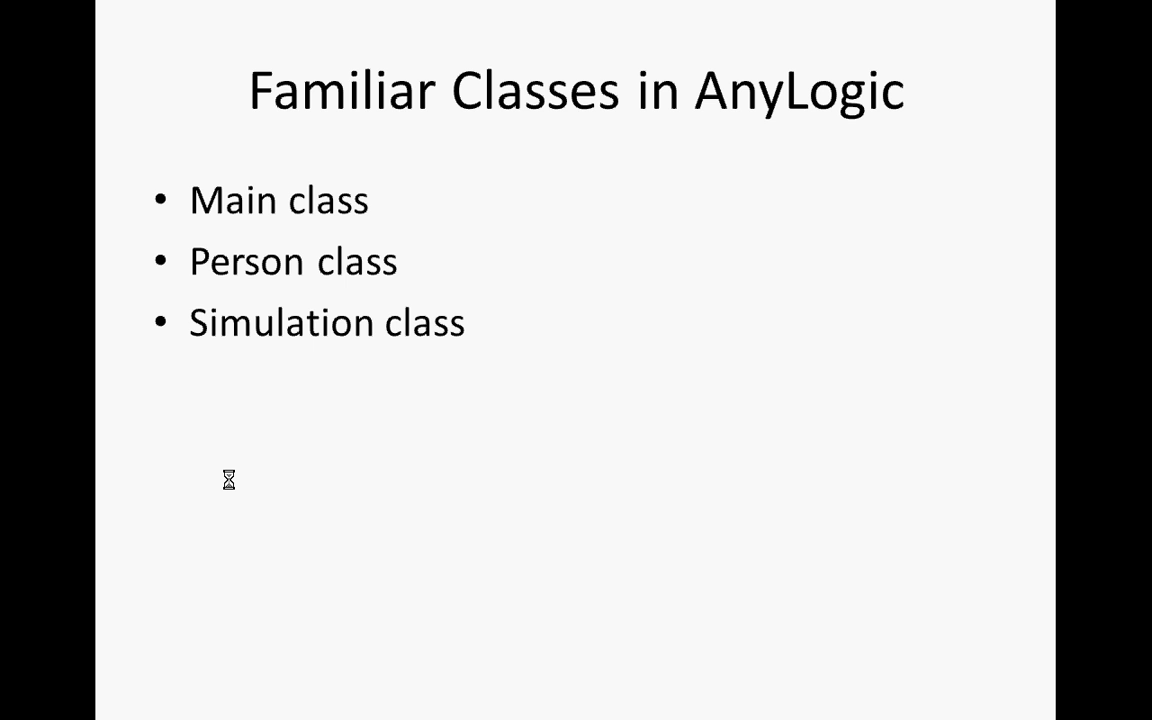 Familiar Classes in AnyLogic
• Main class
• Person class
• Simulation class